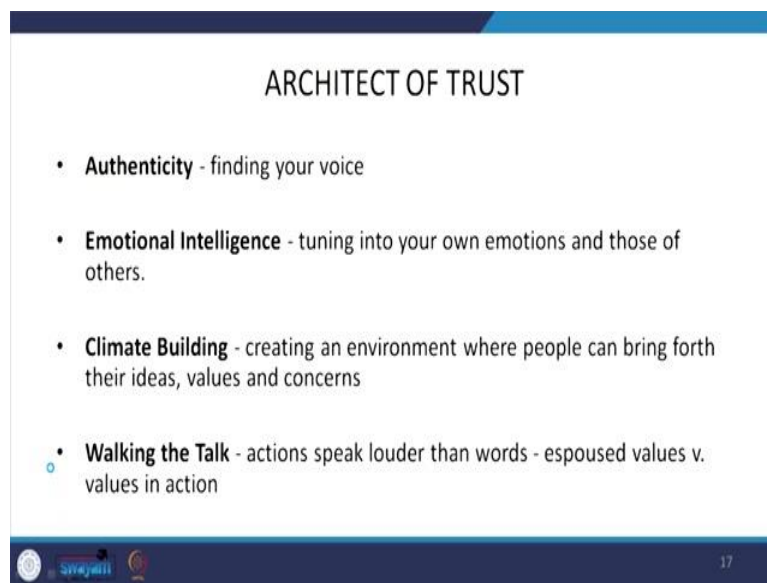 ARCHITECT OF TRUST
• Authenticity - finding your voice
• Emotional Intelligence - tuning into your own emotions and those of
others.
• Climate Building - creating an environment where people can bring forth
their ideas, values and concerns
• Walking the Talk - actions speak louder than words - espoused values v.
values in action
swayam
17